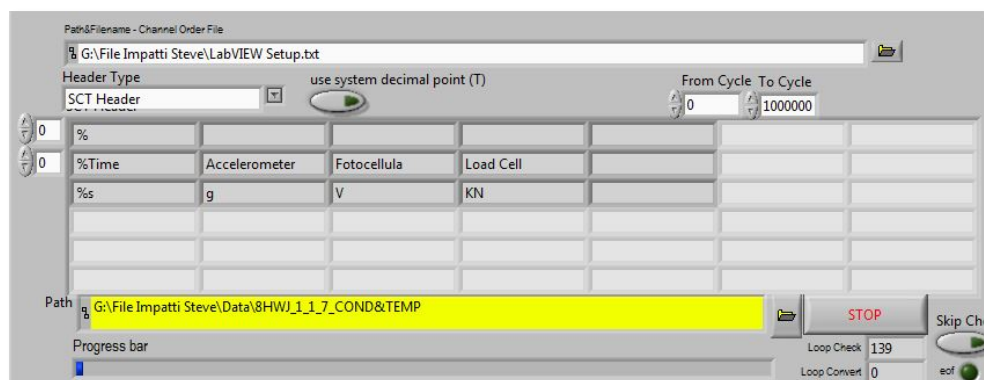 Path&Filename - Channel Order File
G:\File Impatti Steve\LabVIEW Setup.txt
Header Type use system decimal point (T) From Cycle To Cycle
SCT Header 0 1000000
SCT Header
0 %
0 %Time Accelerometer Fotocellula Load Cell
%s g V KN
Path G:\File Impatti Steve\Data\8HWJ_1_1_7_COND&TEMP
STOP
Skip Ch
Progress bar Loop Check 139
Loop Convert 0 eof